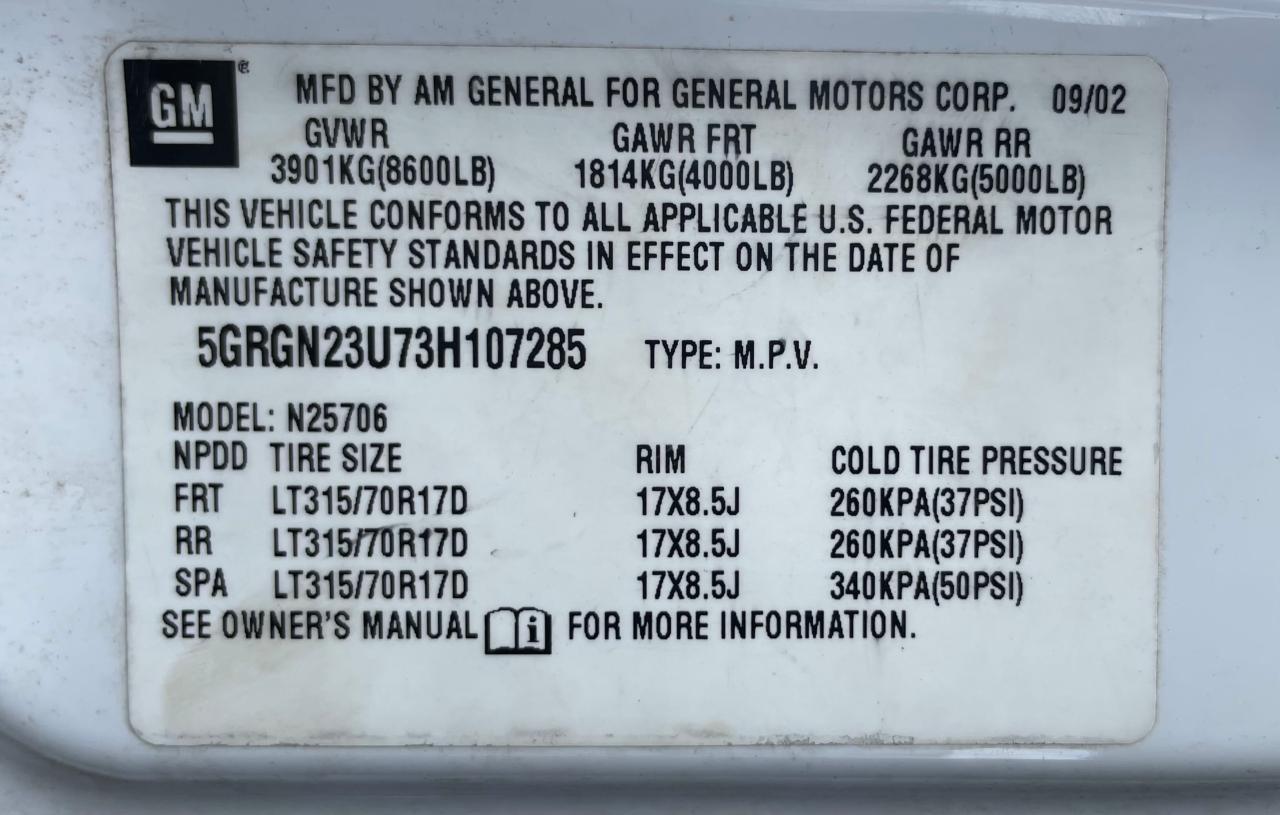 GM ®
MFD BY AM GENERAL FOR GENERAL MOTORS CORP. 09/02
GVWR GAWR FRT GAWR RR
3901KG(8600LB) 1814KG(4000LB) 2268KG(5000LB)
THIS VEHICLE CONFORMS TO ALL APPLICABLE U.S. FEDERAL MOTOR
VEHICLE SAFETY STANDARDS IN EFFECT ON THE DATE OF
MANUFACTURE SHOWN ABOVE.
5GRGN23U73H107285 TYPE: M.P.V.
MODEL: N25706
NPDD TIRE SIZE RIM COLD TIRE PRESSURE
FRT LT315/70R17D 17X8.5J 260KPA(37PSI)
RR LT315/70R17D 17X8.5J 260KPA(37PSI)
SPA LT315/70R17D 17X8.5J 340KPA(50PSI)
SEE OWNER'S MANUAL i FOR MORE INFORMATION.